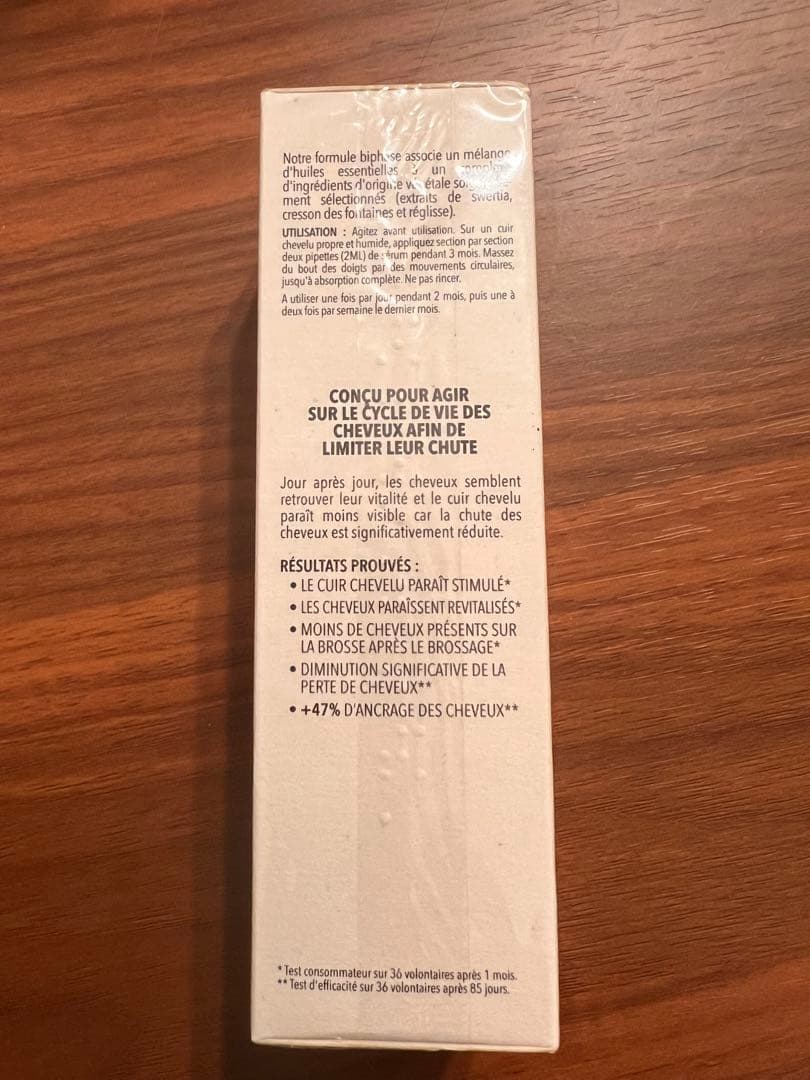 Notre formule biphase associe un mélange
d'huiles essentielles à un
d'ingrédients d'origine végétale
ment sélectionnés (extraits de swertia,
cresson des fontaines et réglisse).
UTILISATION : Agitez avant utilisation. Sur un cuir
chevelu propre et humide, appliquez section par section
deux pipettes (2ML) de sérum pendant 3 mois. Massez
du bout des doigts par des mouvements circulaires,
jusqu'à absorption complète. Ne pas rincer.
A utiliser une fois par jour pendant 2 mois, puis une à
deux fois par semaine le dernier mois.
CONÇU POUR AGIR
SUR LE CYCLE DE VIE DES
CHEVEUX AFIN DE
LIMITER LEUR CHUTE
Jour après jour, les cheveux semblent
retrouver leur vitalité et le cuir chevelu
paraît moins visible car la chute des
cheveux est significativement réduite.
RÉSULTATS PROUVÉS :
• LE CUIR CHEVELU PARAÎT STIMULÉ*
• LES CHEVEUX PARAÎSSENT REVITALISÉS*
• MOINS DE CHEVEUX PRÉSENTS SUR
LA BROSSE APRÈS LE BROSSAGE*
• DIMINUTION SIGNIFICATIVE DE LA
PERTE DE CHEVEUX**
• +47% D'ANCRAGE DES CHEVEUX**
* Test consommateur sur 36 volontaires après 1 mois.
** Test d'efficacité sur 36 volontaires après 85 jours.